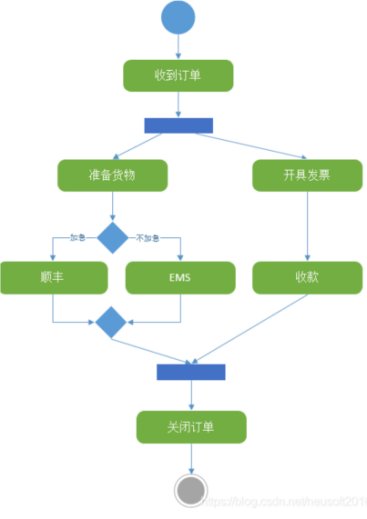 收到订单
准备货物
开具发票
加急
不加急
顺丰
EMS
收款
关闭订单
https://blog.csdn.net/neusoft201